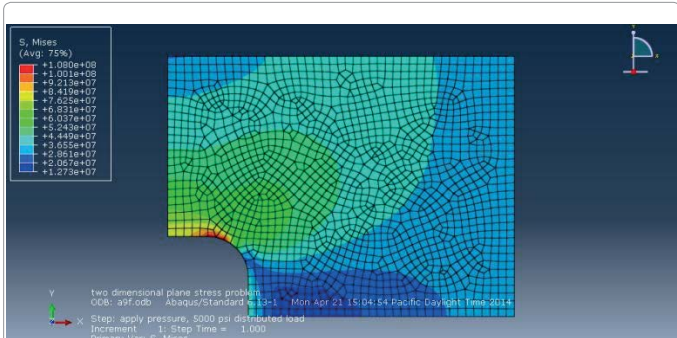 S, Mises
(Avg: 75%)
+1.080e+08
+1.001e+08
+9.213e+07
+8.419e+07
+7.625e+07
+6.831e+07
+6.037e+07
+5.243e+07
+4.449e+07
+3.655e+07
+2.861e+07
+2.067e+07
+1.273e+07
Y
X
Y
X
two dimensional plane stress problem
ODB: a9f.odb Abaqus/Standard 6.13-1 Mon Apr 21 15:04:54 Pacific Daylight Time 2014
Step: apply pressure, 5000 psi distributed load
Increment 1: Step Time = 1.000
Primary Var: S, Mises